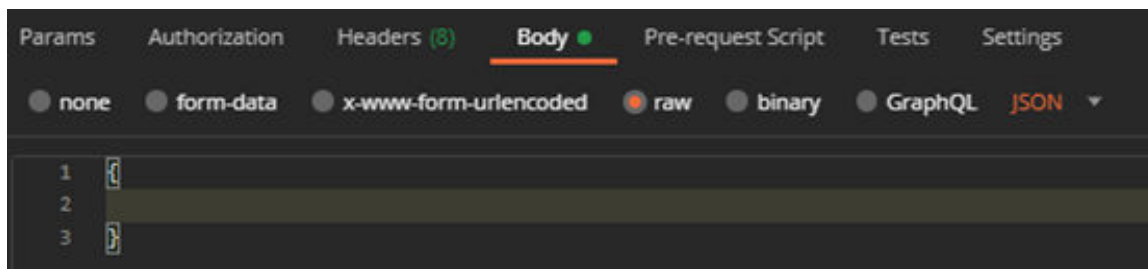 Params Authorization Headers (8) Body Pre-request Script Tests Settings
none form-data x-www-form-urlencoded raw binary GraphQL JSON
1 {
2
3 }